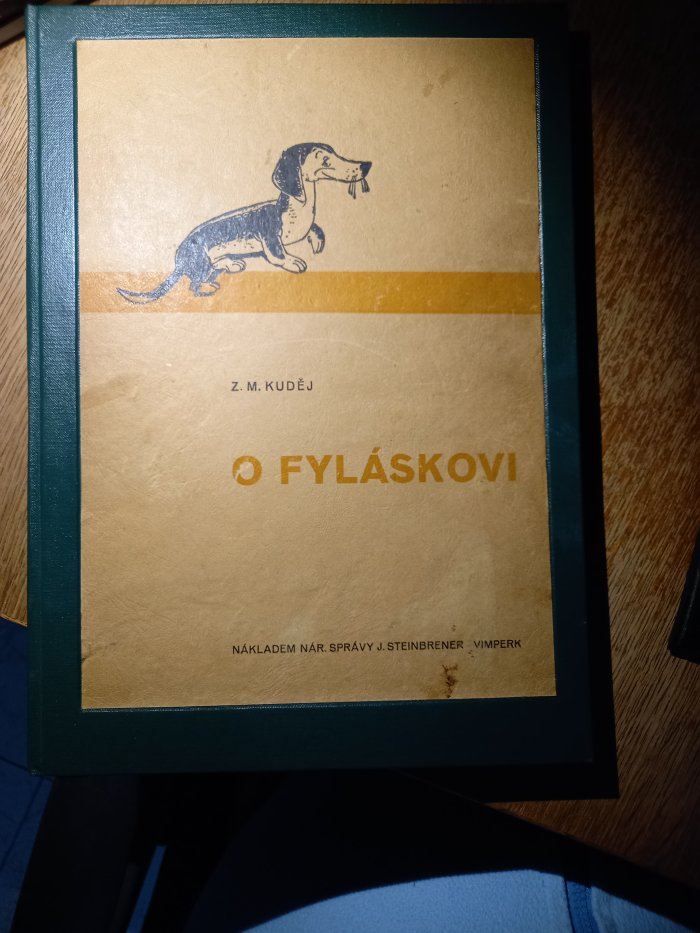 Z. M. KUDĚJ
O FYLÁSKOVI
NÁKLADEM NÁR. SPRÁVY J. STEINBRENER VIMPERK